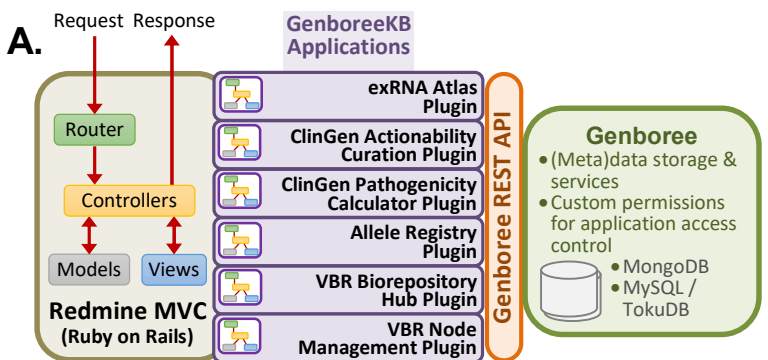 A.
Request Response
Router
Controllers
Models
Views
Redmine MVC
(Ruby on Rails)
GenboreeKB
Applications
exRNA Atlas
Plugin
ClinGen Actionability
Curation Plugin
ClinGen Pathogenicity
Calculator Plugin
Allele Registry
Plugin
VBR Biorepository
Hub Plugin
VBR Node
Management Plugin
Genboree REST API
Genboree
•(Meta)data storage &
services
•Custom permissions
for application access
control
•MongoDB
•MySQL /
TokuDB